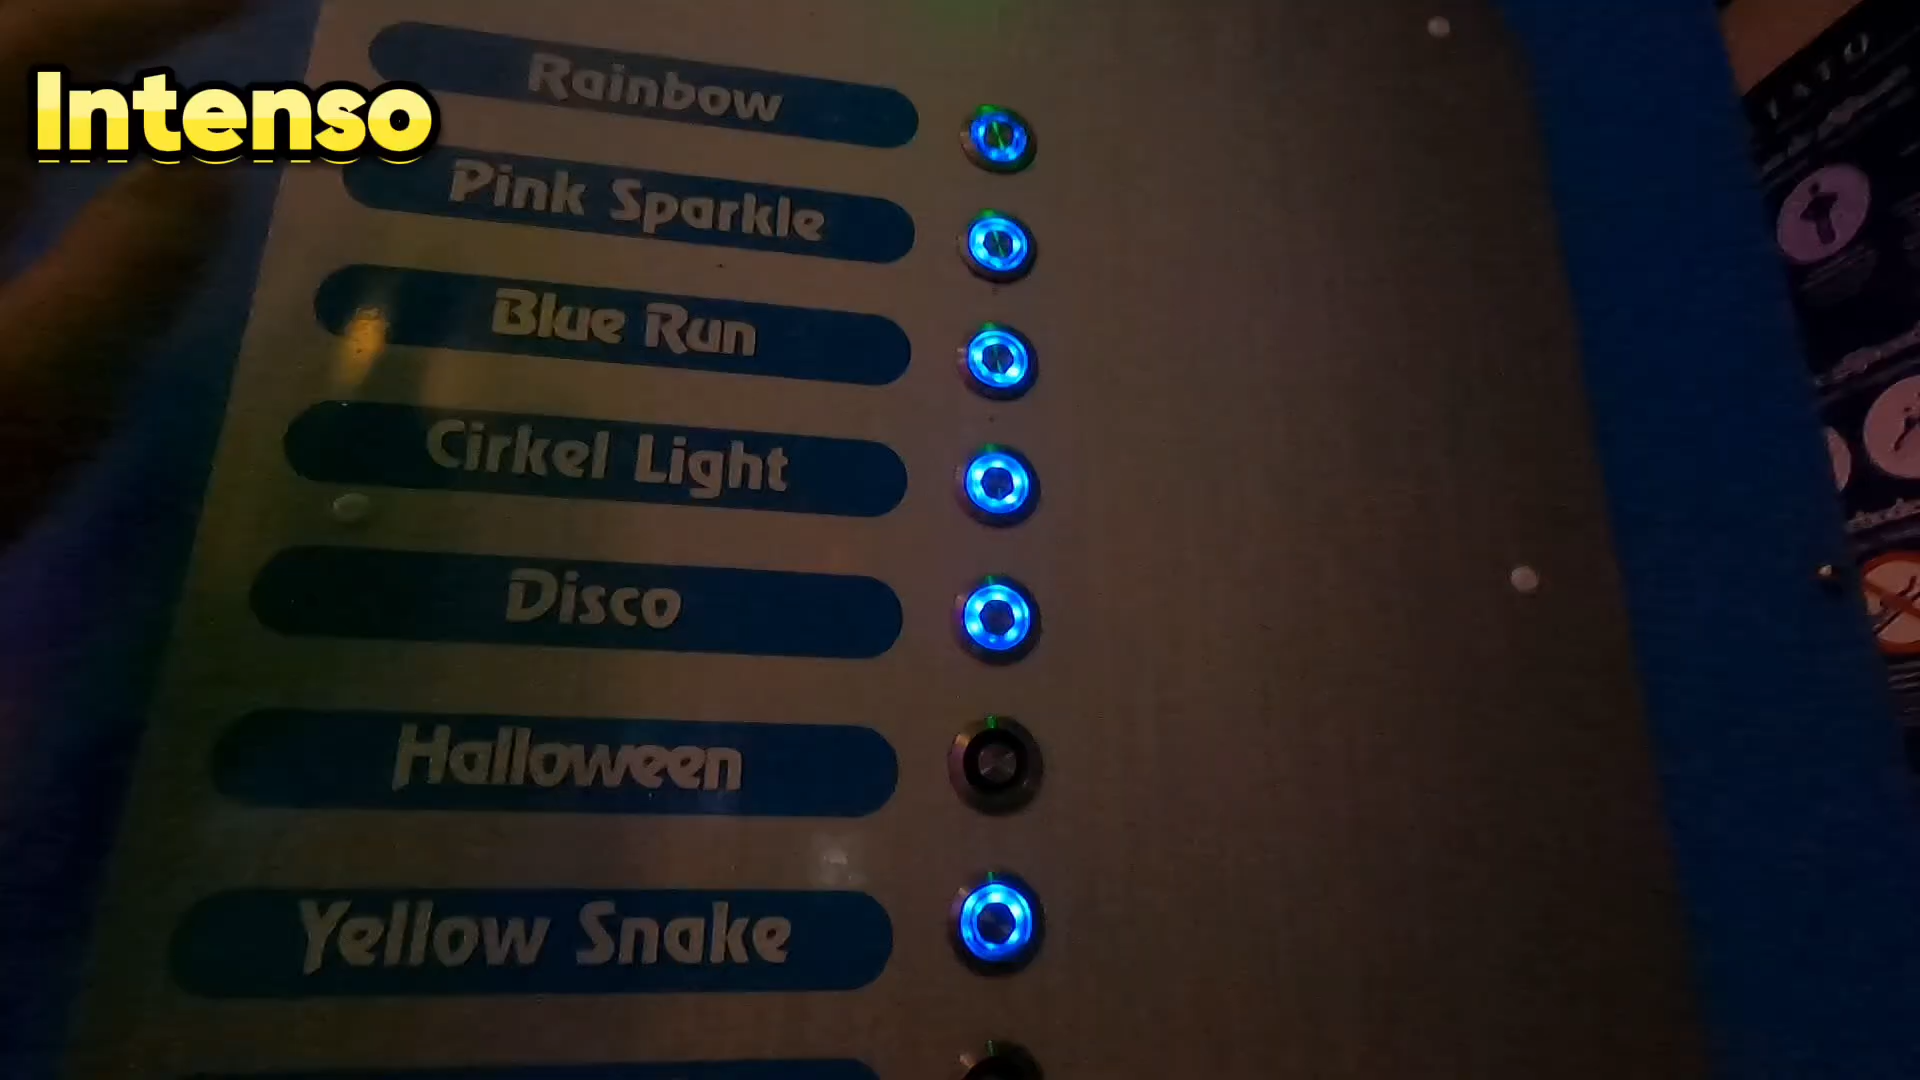 Intenso
Rainbow
Pink Sparkle
Blue Run
Cirkel Light
Disco
Halloween
Yellow Snake